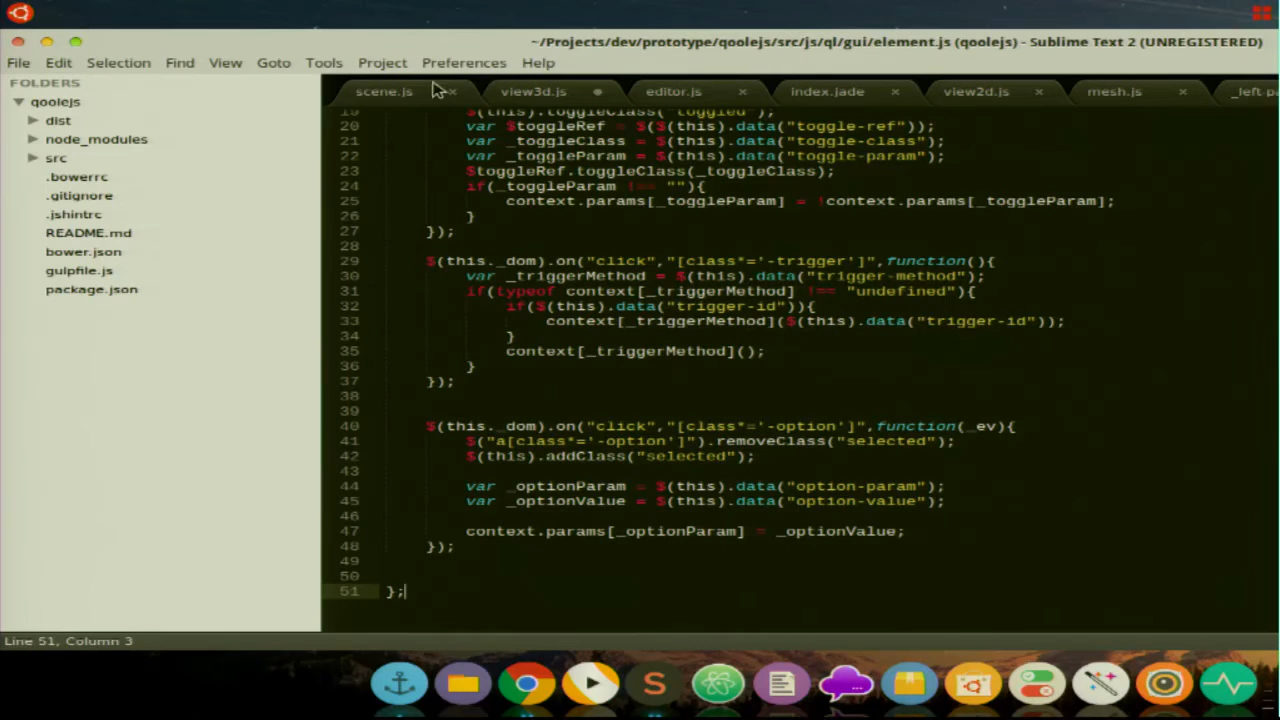 ~/Projects/dev/prototype/qoolejs/src/js/ql/gui/element.js (qoolejs) - Sublime Text 2 (UNREGISTERED)
File Edit Selection Find View Goto Tools Project Preferences Help
FOLDERS
qoolejs
dist
node_modules
src
.bowerrc
.gitignore
.jshintrc
README.md
bower.json
gulpfile.js
package.json
scene.js × view3d.js editor.js × index.jade × view2d.js × mesh.js × _left-pa
19 $(this).toggleClass("toggled");
20 var $toggleRef = $($(this).data("toggle-ref"));
21 var _toggleClass = $(this).data("toggle-class");
22 var _toggleParam = $(this).data("toggle-param");
23 $toggleRef.toggleClass(_toggleClass);
24 if(_toggleParam !== ""){
25 context.params[_toggleParam] = !context.params[_toggleParam];
26 }
27 });
28
29 $(this._dom).on("click","[class*='-trigger']",function(){
30 var _triggerMethod = $(this).data("trigger-method");
31 if(typeof context[_triggerMethod] !== "undefined"){
32 if($(this).data("trigger-id")){
33 context[_triggerMethod]($(this).data("trigger-id"));
34 }
35 context[_triggerMethod]();
36 }
37 });
38
39
40 $(this._dom).on("click","[class*='-option']",function(_ev){
41 $("a[class*='-option']").removeClass("selected");
42 $(this).addClass("selected");
43
44 var _optionParam = $(this).data("option-param");
45 var _optionValue = $(this).data("option-value");
46
47 context.params[_optionParam] = _optionValue;
48 });
49
50
51 };
Line 51, Column 3